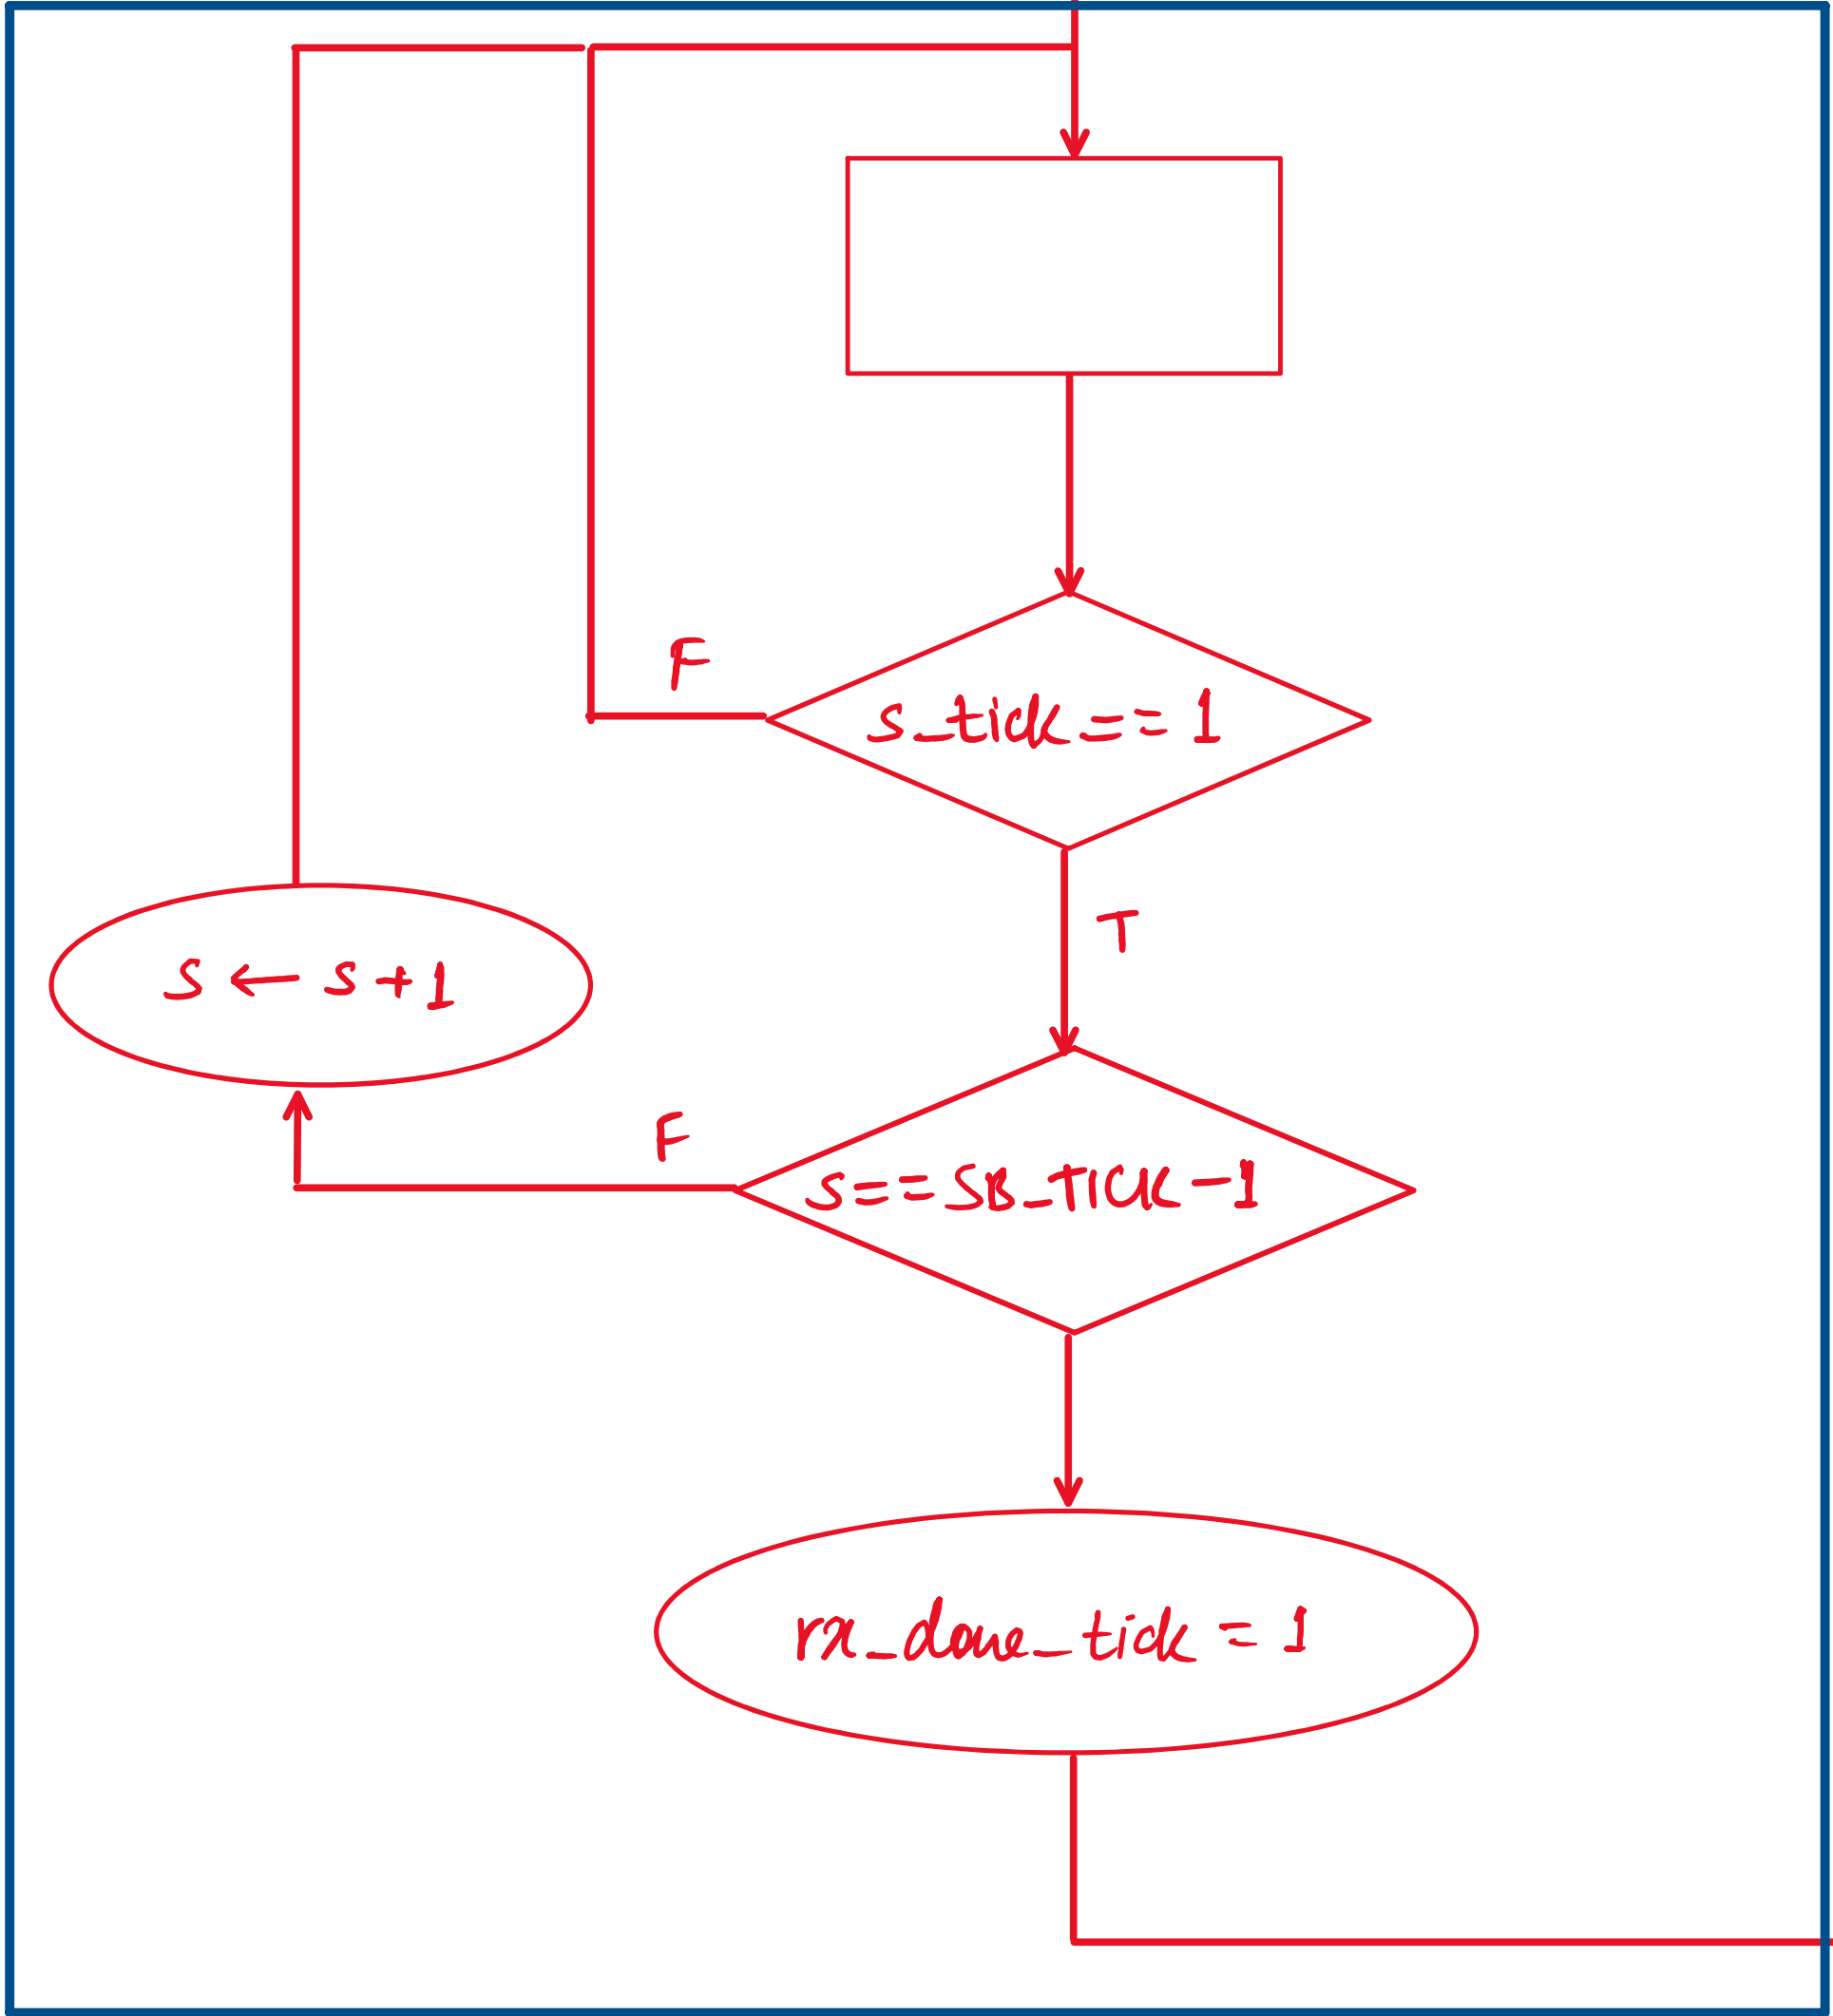 F
s_tick == 1
T
s ← s+1
F
s == SB_TICK -1
rx_done_tick = 1